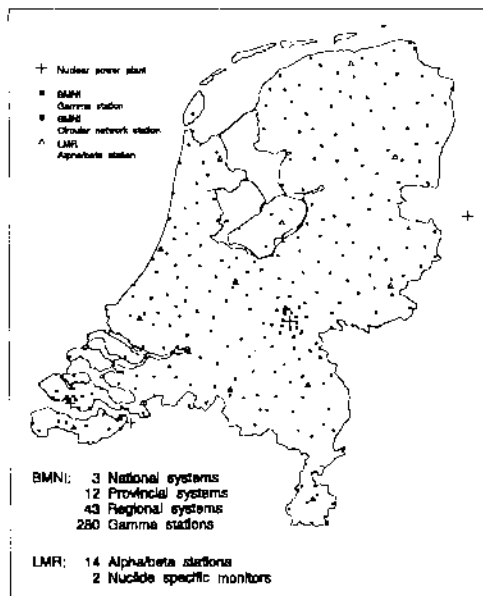 Nuclear power plant
BMNI
Gamma station
BMNI
Circular network station
LMR
Alpha/beta station
BMNI: 3 National systems
12 Provincial systems
43 Regional systems
280 Gamma stations
LMR: 14 Alpha/beta stations
2 Nuclide specific monitors